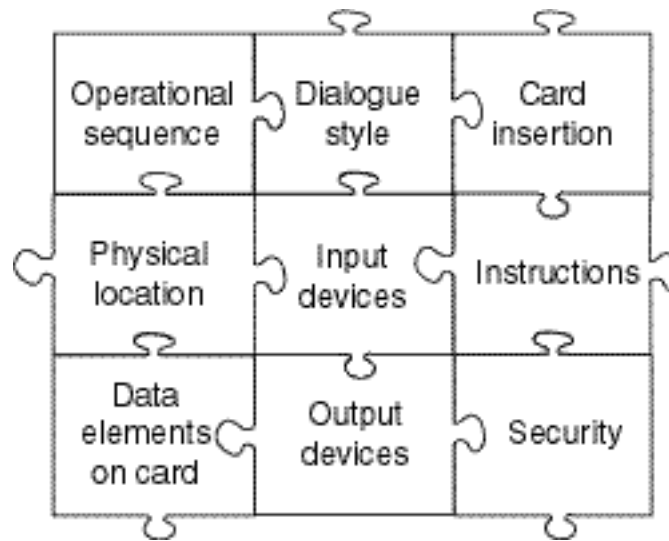 Operational
sequence
Dialogue
style
Card
insertion
Physical
location
Input
devices
Instructions
Data
elements
on card
Output
devices
Security